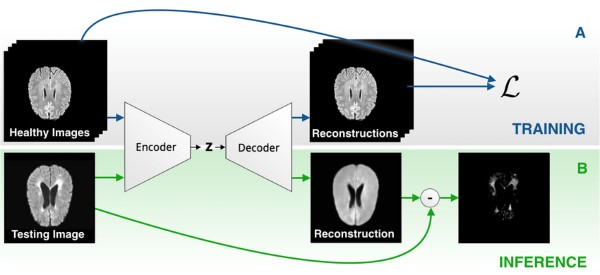 A
Healthy Images
Reconstructions
ℒ
TRAINING
Encoder
z
Decoder
B
Testing Image
Reconstruction
-
INFERENCE